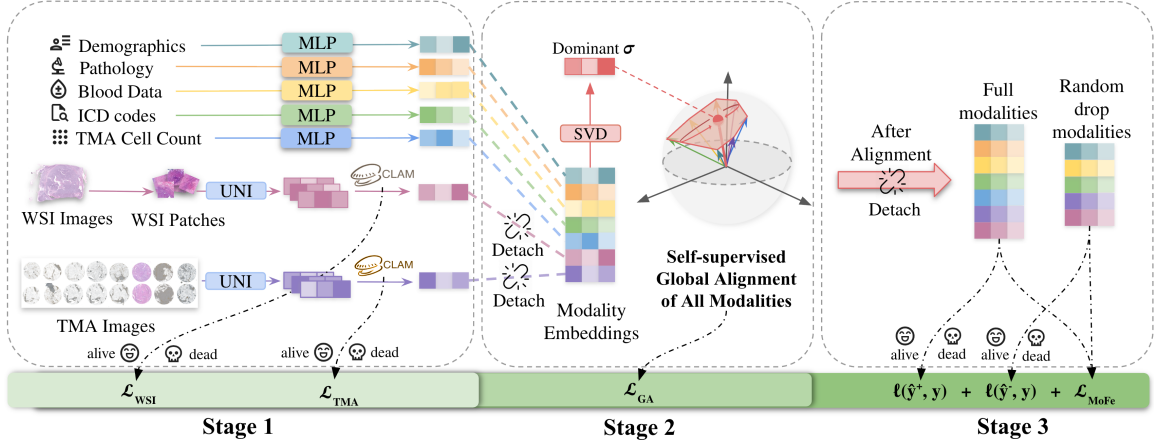 Demographics
MLP
Pathology
MLP
Blood Data
MLP
ICD codes
MLP
TMA Cell Count
MLP
WSI Images
WSI Patches
UNI
CLAM
TMA Images
UNI
CLAM
alive
dead
alive
dead
Detach
Detach
Dominant σ
SVD
Modality
Embeddings
Self-supervised
Global Alignment
of All Modalities
After
Alignment
Detach
Full
modalities
Random
drop
modalities
alive
dead
alive
dead
ℒWSI
ℒTMA
ℒGA
ℓ(ŷ⁺, y) + ℓ(ŷ⁻, y) + ℒMoFe
Stage 1
Stage 2
Stage 3